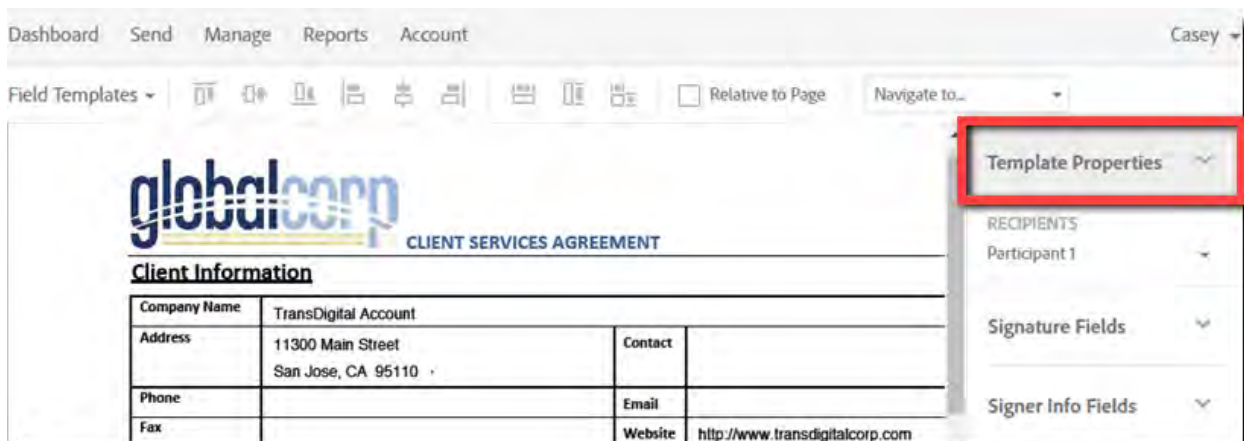 Dashboard Send Manage Reports Account Casey
Field Templates Relative to Page Navigate to...
Template Properties
globalcorp
CLIENT SERVICES AGREEMENT
RECIPIENTS
Participant 1
Client Information
Company Name TransDigital Account
Signature Fields
Address 11300 Main Street Contact
San Jose, CA 95110
Phone Email
Signer Info Fields
Fax Website http://www.transdigitalcorp.com